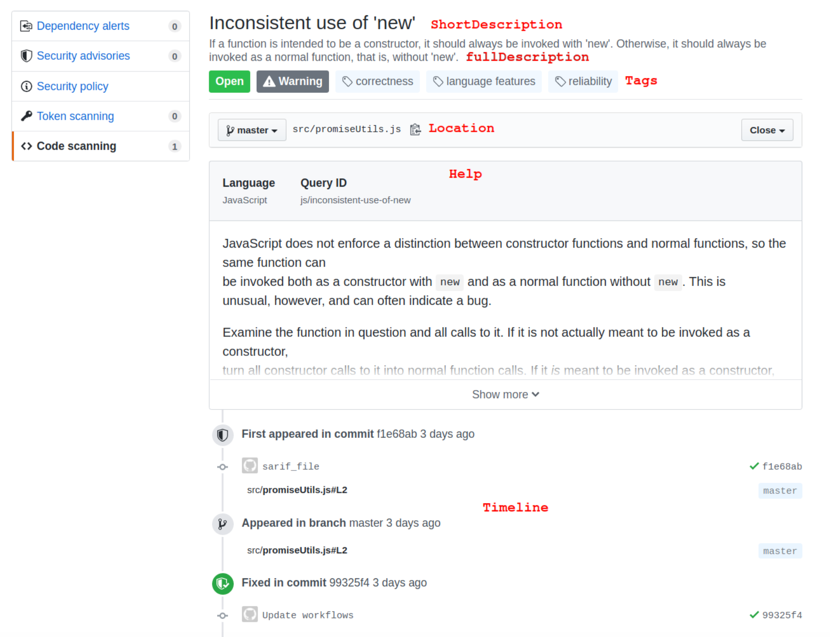 Dependency alerts 0
Security advisories 0
Security policy
Token scanning 0
Code scanning 1
Inconsistent use of 'new' ShortDescription
If a function is intended to be a constructor, it should always be invoked with 'new'. Otherwise, it should always be
invoked as a normal function, that is, without 'new'. fullDescription
Open Warning correctness language features reliability Tags
master src/promiseUtils.js Location Close
Help
Language Query ID
JavaScript js/inconsistent-use-of-new
JavaScript does not enforce a distinction between constructor functions and normal functions, so the
same function can
be invoked both as a constructor with new and as a normal function without new. This is
unusual, however, and can often indicate a bug.
Examine the function in question and all calls to it. If it is not actually meant to be invoked as a
constructor,
turn all constructor calls to it into normal function calls. If it is meant to be invoked as a constructor,
Show more
First appeared in commit f1e68ab 3 days ago
sarif_file f1e68ab
src/promiseUtils.js#L2 master
Timeline
Appeared in branch master 3 days ago
src/promiseUtils.js#L2 master
Fixed in commit 99325f4 3 days ago
Update workflows 99325f4